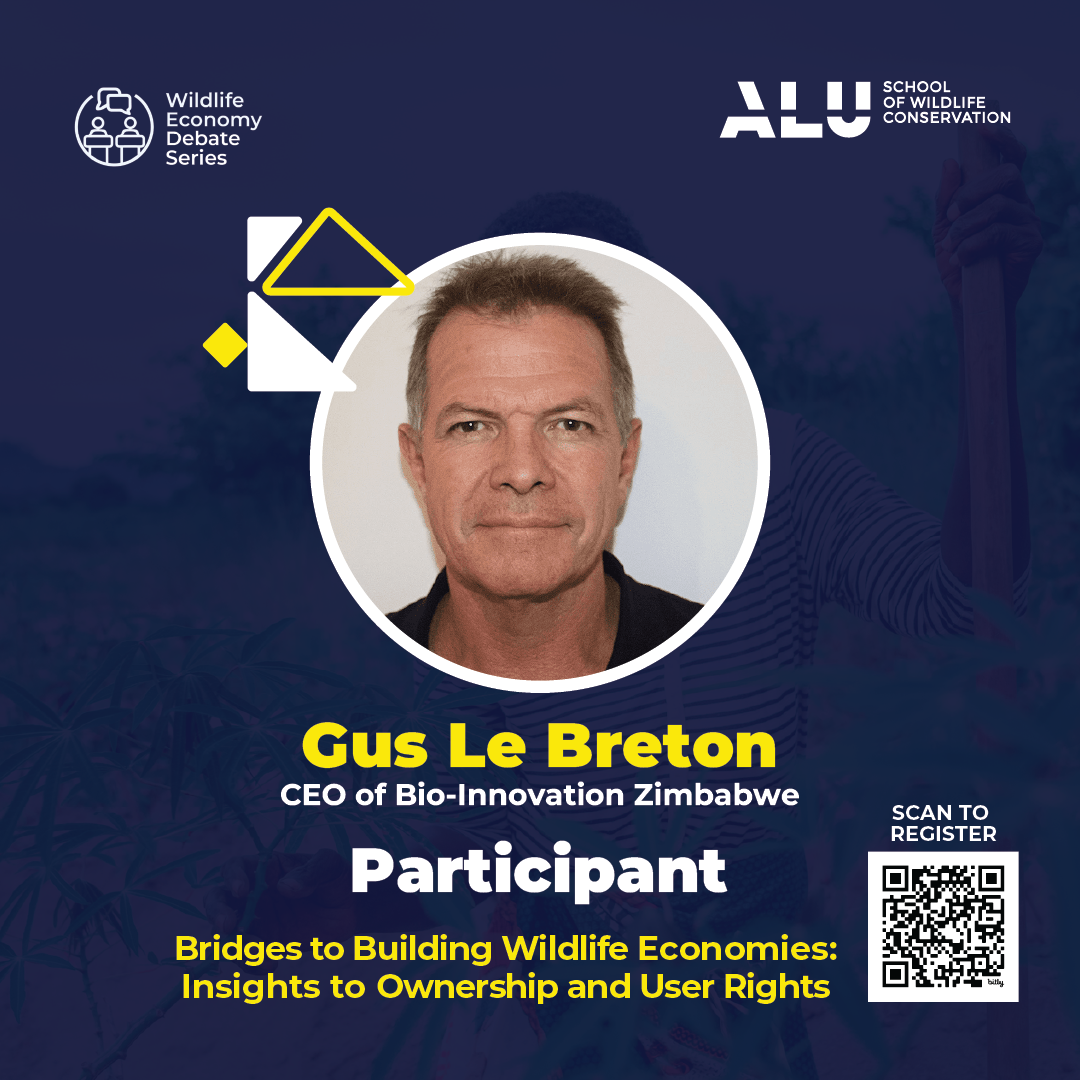 Wildlife
Economy
Debate
Series
ALU
SCHOOL
OF WILDLIFE
CONSERVATION
Gus Le Breton
CEO of Bio-Innovation Zimbabwe
Participant
Bridges to Building Wildlife Economies:
Insights to Ownership and User Rights
SCAN TO
REGISTER
bitly